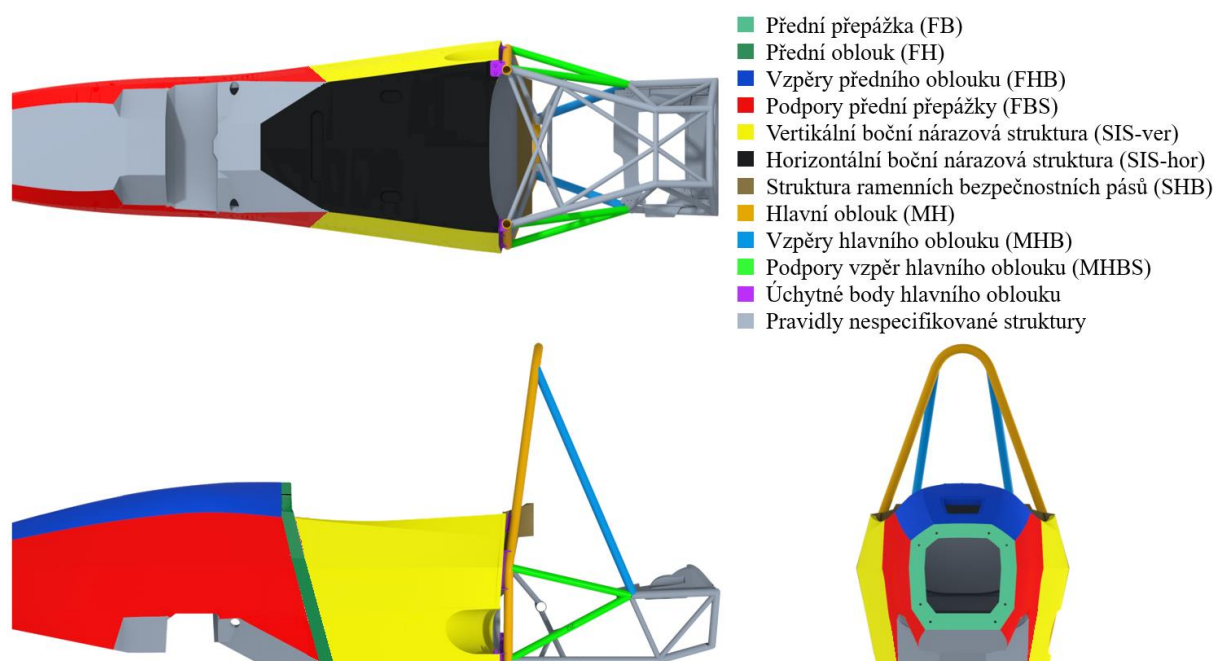 Přední přepážka (FB)
Přední oblouk (FH)
Vzpěry předního oblouku (FHB)
Podpory přední přepážky (FBS)
Vertikální boční nárazová struktura (SIS-ver)
Horizontální boční nárazová struktura (SIS-hor)
Struktura ramenních bezpečnostních pásů (SHB)
Hlavní oblouk (MH)
Vzpěry hlavního oblouku (MHB)
Podpory vzpěr hlavního oblouku (MHBS)
Úchytné body hlavního oblouku
Pravidly nespecifikované struktury